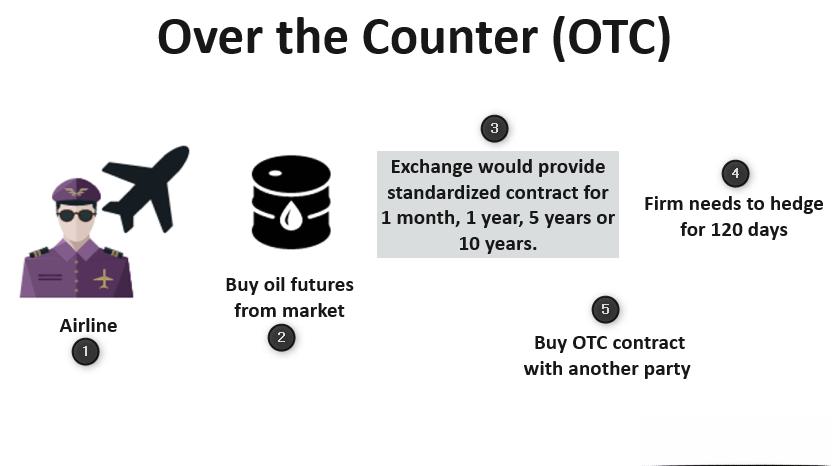 Over the Counter (OTC)
Airline
1
Buy oil futures
from market
2
3
Exchange would provide
standardized contract for
1 month, 1 year, 5 years or
10 years.
4
Firm needs to hedge
for 120 days
5
Buy OTC contract
with another party